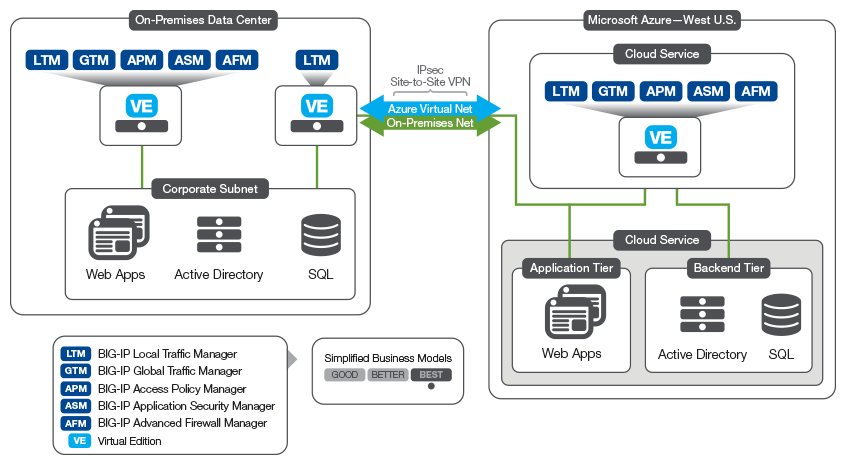 On-Premises Data Center
LTM GTM APM ASM AFM
LTM
VE
VE
Corporate Subnet
Web Apps
Active Directory
SQL
IPsec
Site-to-Site VPN
Azure Virtual Net
On-Premises Net
Microsoft Azure—West U.S.
Cloud Service
LTM GTM APM ASM AFM
VE
Cloud Service
Application Tier
Web Apps
Backend Tier
Active Directory
SQL
LTM BIG-IP Local Traffic Manager
GTM BIG-IP Global Traffic Manager
APM BIG-IP Access Policy Manager
ASM BIG-IP Application Security Manager
AFM BIG-IP Advanced Firewall Manager
VE Virtual Edition
Simplified Business Models
GOOD BETTER BEST